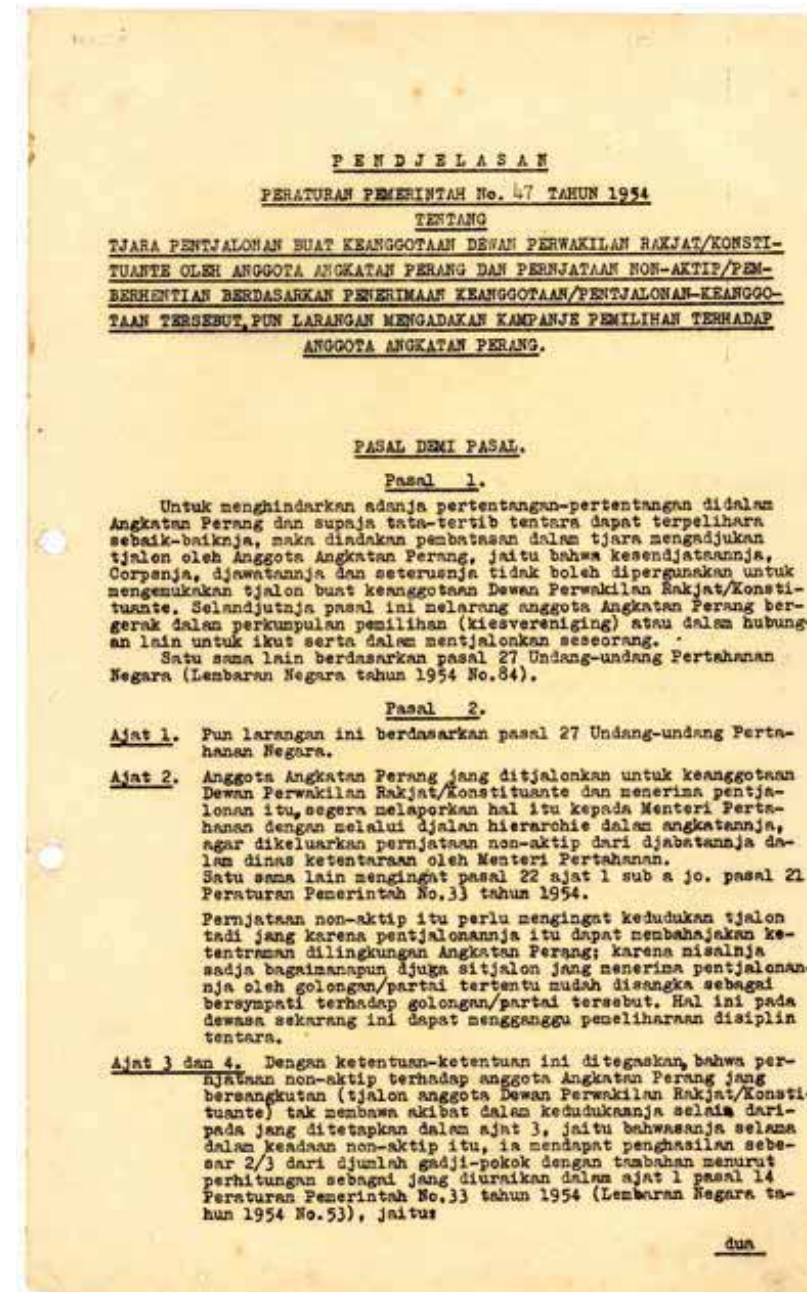 PENDJELASAN
PERATURAN PEMERINTAH No. 47 TAHUN 1954
TENTANG
TJARA PENTJALONAN BUAT KEANGGOTAAN DEWAN PERWAKILAN RAKJAT/KONSTI-
TUANTE OLEH ANGGOTA ANGKATAN PERANG DAN PERNJATAAN NON-AKTIP/PEM-
BERHENTIAN BERDASARKAN PENERIMAAN KEANGGOTAAN/PENTJALONAN-KEANGGO-
TAAN TERSEBUT, PUN LARANGAN MENGADAKAN KAMPANJE PEMILIHAN TERHADAP
ANGGOTA ANGKATAN PERANG.
PASAL DEMI PASAL.
Pasal 1.
Untuk menghindarkan adanja pertentangan-pertentangan didalam
Angkatan Perang dan supaja tata-tertib tentara dapat terpelihara
sebaik-baiknja, maka diadakan pembatasan dalam tjara mengadjukan
tjalon oleh Anggota Angkatan Perang, jaitu bahwa kesendjataannja,
Corpsnja, djawatannja dan seterusnja tidak boleh dipergunakan untuk
mengemukakan tjalon buat keanggotaan Dewan Perwakilan Rakjat/Konsti-
tuante. Selandjutnja pasal ini melarang anggota Angkatan Perang ber-
gerak dalam perkumpulan pemilihan (kiesvereniging) atau dalam hubung-
an lain untuk ikut serta dalam mentjalonkan seseorang.
Satu sama lain berdasarkan pasal 27 Undang-undang Pertahanan
Negara (Lembaran Negara tahun 1954 No.84).
Pasal 2.
Ajat 1. Pun larangan ini berdasarkan pasal 27 Undang-undang Perta-
hanan Negara.
Ajat 2. Anggota Angkatan Perang jang ditjalonkan untuk keanggotaan
Dewan Perwakilan Rakjat/Konstituante dan menerima pentja-
lonan itu, segera melaporkan hal itu kepada Menteri Perta-
hanan dengan melalui djalan hierarchie dalam angkatannja,
agar dikeluarkan pernjataan non-aktip dari djabatannja da-
lam dinas ketentaraan oleh Menteri Pertahanan.
Satu sama lain mengingat pasal 22 ajat 1 sub a jo. pasal 21
Peraturan Pemerintah No.33 tahun 1954.
Pernjataan non-aktip itu perlu mengingat kedudukan tjalon
tadi jang karena pentjalonannja itu dapat membahajakan ke-
tentraman dilingkungan Angkatan Perang; karena misalnja
sadja bagaimanapun djuga sitjalon jang menerima pentjalonan-
nja oleh golongan/partai tertentu mudah disangka sebagai
bersympati terhadap golongan/partai tersebut. Hal ini pada
dewasa sekarang ini dapat mengganggu pemeliharaan disiplin
tentara.
Ajat 3 dan 4. Dengan ketentuan-ketentuan ini ditegaskan, bahwa per-
njataan non-aktip terhadap anggota Angkatan Perang jang
bersangkutan (tjalon anggota Dewan Perwakilan Rakjat/Konsti-
tuante) tak membawa akibat dalam kedudukannja selain dari-
pada jang ditetapkan dalam ajat 3, jaitu bahwasanja selama
dalam keadaan non-aktip itu, ia mendapat penghasilan sebe-
sar 2/3 dari djumlah gadji-pokok dengan tambahan menurut
perhitungan sebagai jang diuraikan dalam ajat 1 pasal 14
Peraturan Pemerintah No.33 tahun 1954 (Lembaran Negara ta-
hun 1954 No.53), jaitu:
dua